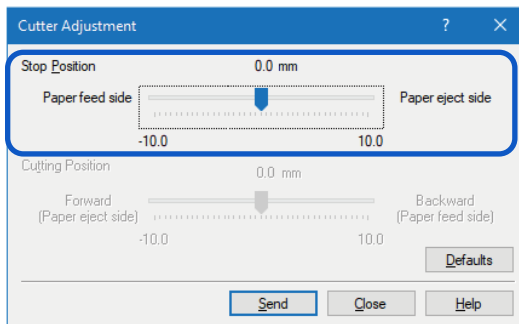 Cutter Adjustment ? ×
Stop Position 0.0 mm
Paper feed side Paper eject side
-10.0 10.0
Cutting Position 0.0 mm
Forward Backward
(Paper eject side) (Paper feed side)
-10.0 10.0
Defaults
Send Close Help